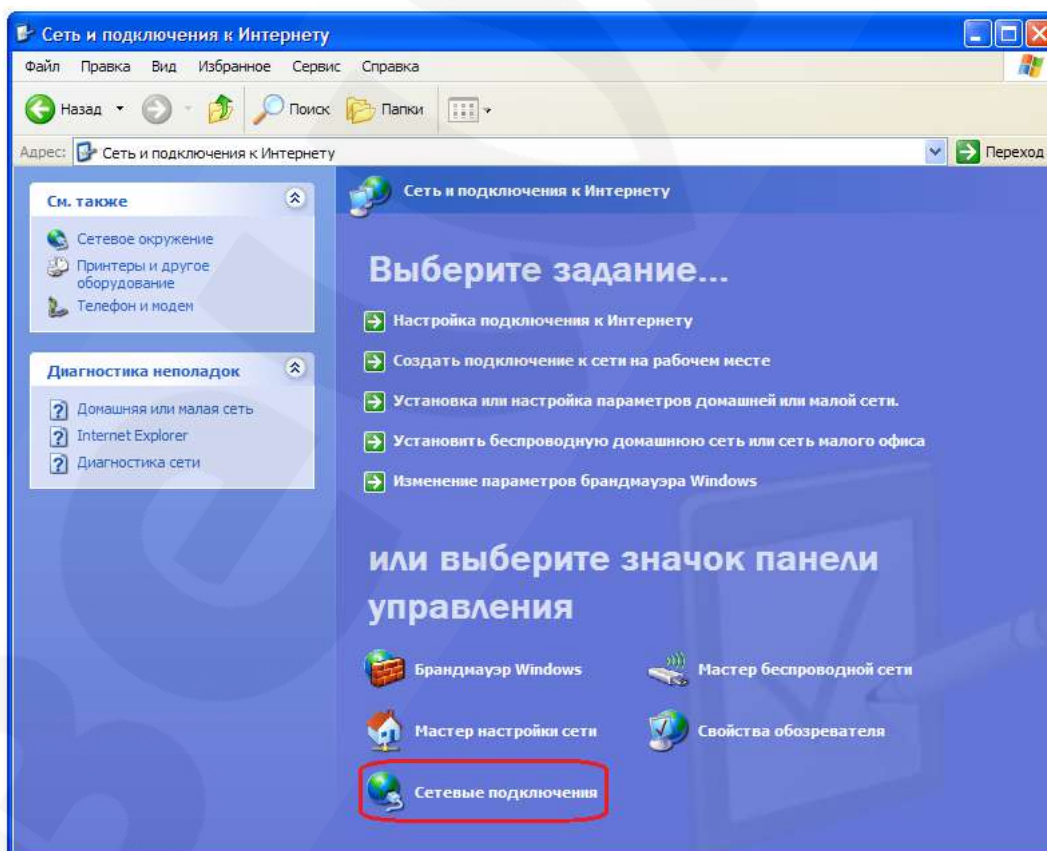 Сеть и подключения к Интернету
Файл Правка Вид Избранное Сервис Справка
Назад Поиск Папки
Адрес: Сеть и подключения к Интернету Переход
См. также
Сетевое окружение
Принтеры и другое
оборудование
Телефон и модем
Диагностика неполадок
Домашняя или малая сеть
Internet Explorer
Диагностика сети
Сеть и подключения к Интернету
Выберите задание...
Настройка подключения к Интернету
Создать подключение к сети на рабочем месте
Установка или настройка параметров домашней или малой сети.
Установить беспроводную домашнюю сеть или сеть малого офиса
Изменение параметров брандмауэра Windows
или выберите значок панели
управления
Брандмауэр Windows Мастер беспроводной сети
Мастер настройки сети Свойства обозревателя
Сетевые подключения